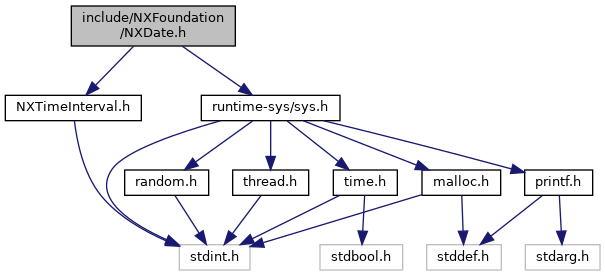 include/NXFoundation
/NXDate.h
NXTimeInterval.h
runtime-sys/sys.h
random.h
thread.h
time.h
malloc.h
printf.h
stdint.h
stdbool.h
stddef.h
stdarg.h